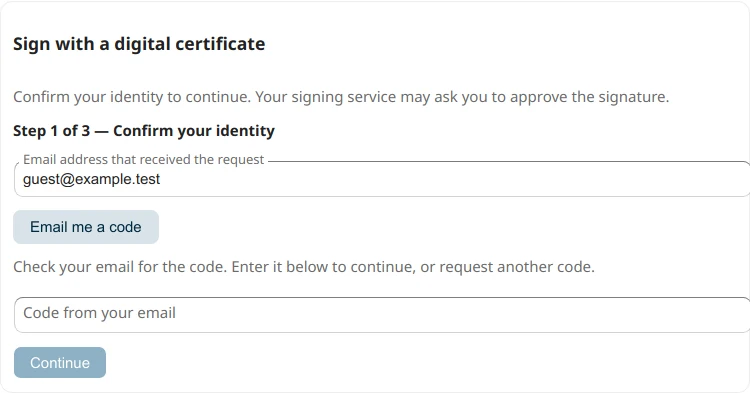 Sign with a digital certificate
Confirm your identity to continue. Your signing service may ask you to approve the signature.
Step 1 of 3 — Confirm your identity
Email address that received the request
guest@example.test
Email me a code
Check your email for the code. Enter it below to continue, or request another code.
Code from your email
Continue